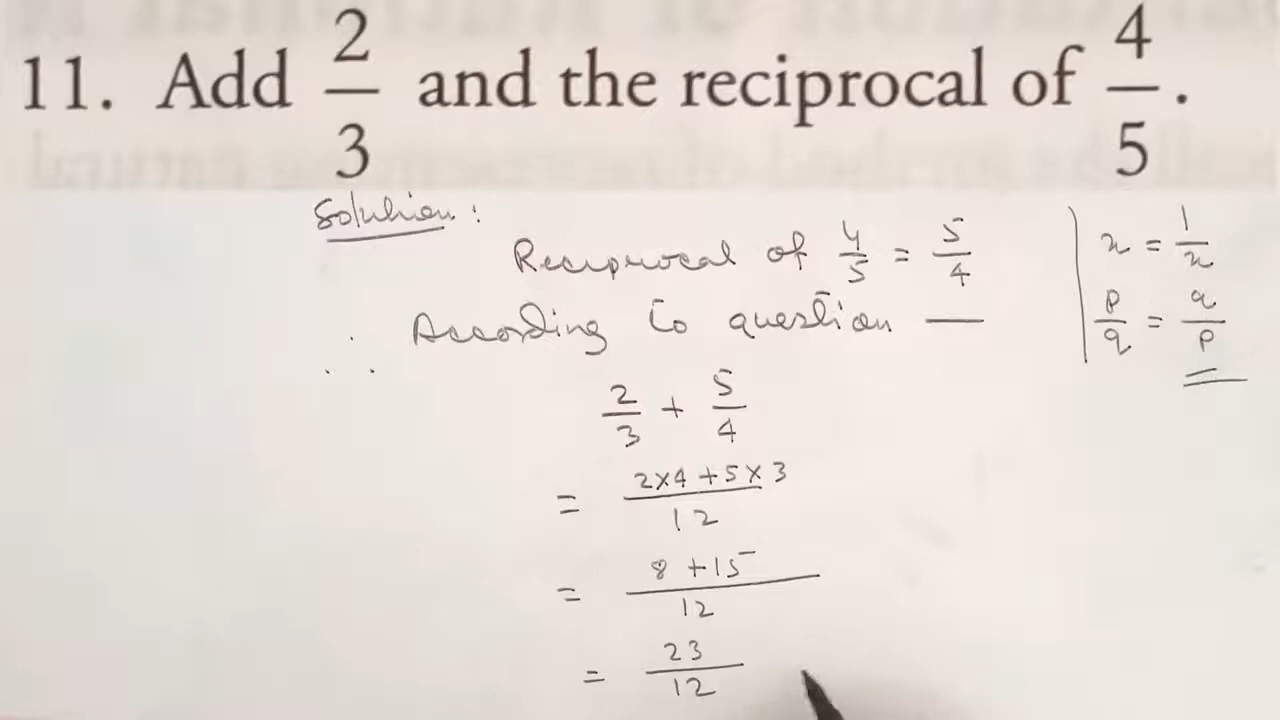 11. Add 2/3 and the reciprocal of 4/5.
Solution:
Reciprocal of 4/5 = 5/4
x = 1/x
∴ According to question —
p/q = q/p
2/3 + 5/4
= (2×4+5×3)/12
= (8+15)/12
= 23/12